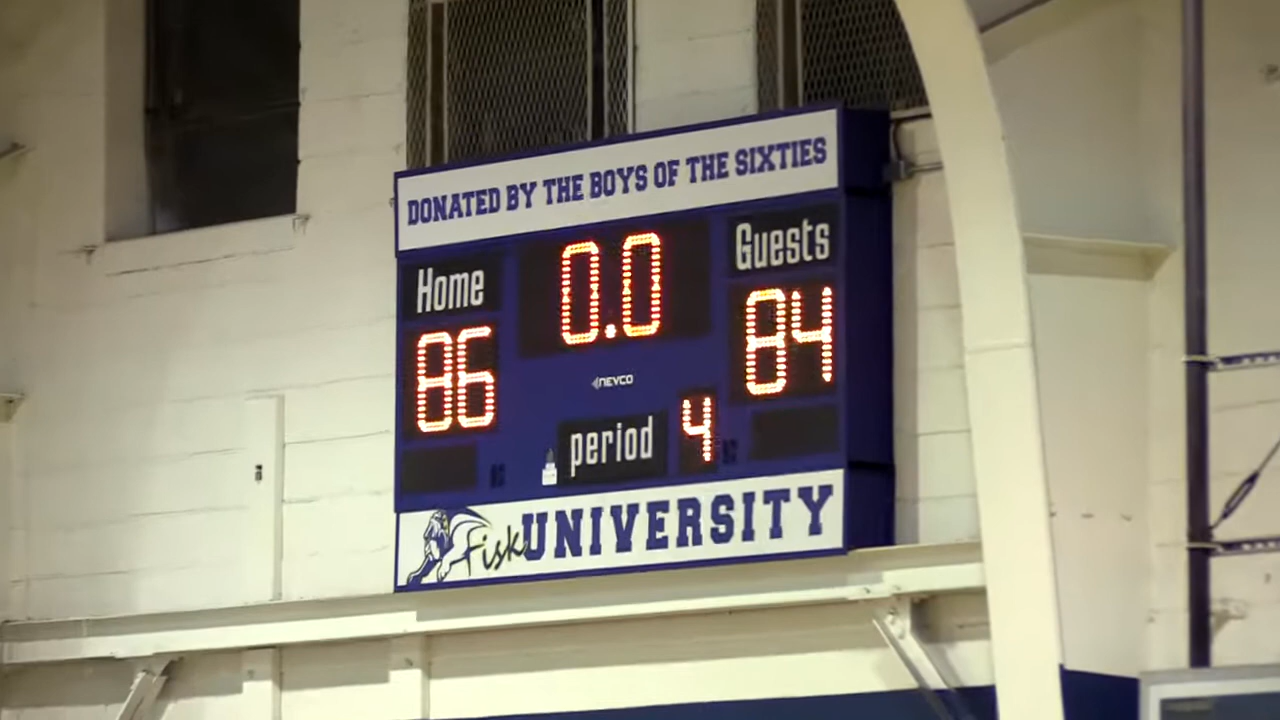 DONATED BY THE BOYS OF THE SIXTIES
Home 0.0 Guests
86 84
NEVCO
period 4
Fisk UNIVERSITY